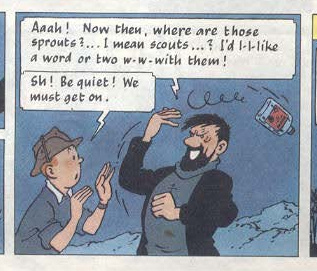 Aaah! Now then, where are those
sprouts?... I mean scouts...? I'd l-l-like
a word or two w-w-with them!
Sh! Be quiet! We
must get on.